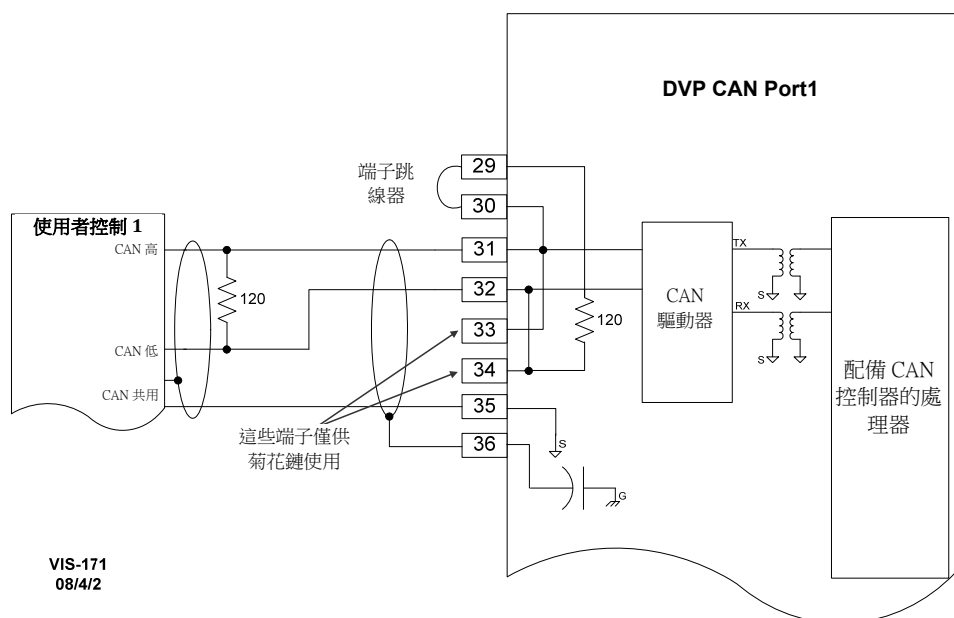 DVP CAN Port1
端子跳
線器
29
30
31
32
33
34
35
36
使用者控制 1
CAN 高
120
CAN 低
CAN 共用
這些端子僅供
菊花鏈使用
120
S
G
CAN
驅動器
TX
RX
S
S
配備 CAN
控制器的處
理器
VIS-171
08/4/2